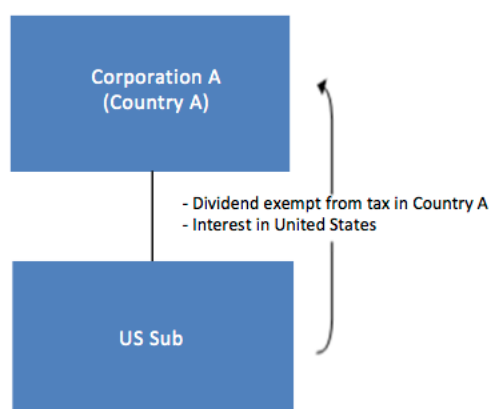 Corporation A
(Country A)
- Dividend exempt from tax in Country A
- Interest in United States
US Sub